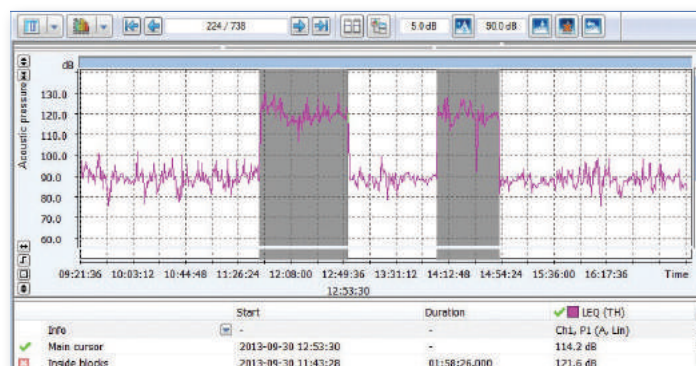 224 / 738 5.0 dB 90.0 dB
dB
Acoustic pressure
130.0
120.0
110.0
100.0
90.0
80.0
70.0
60.0
09:21:36 10:03:12 10:44:48 11:26:24 12:08:00 12:49:36 13:31:12 14:12:48 14:54:24 15:36:00 16:17:36 Time
12:53:30
Start Duration LEQ (TH)
Info - - Ch1, P1 (A, Lin)
Main cursor 2013-09-30 12:53:30 - 114.2 dB
Inside blocks 2013-09-30 11:43:28 01:58:26.000 121.6 dB